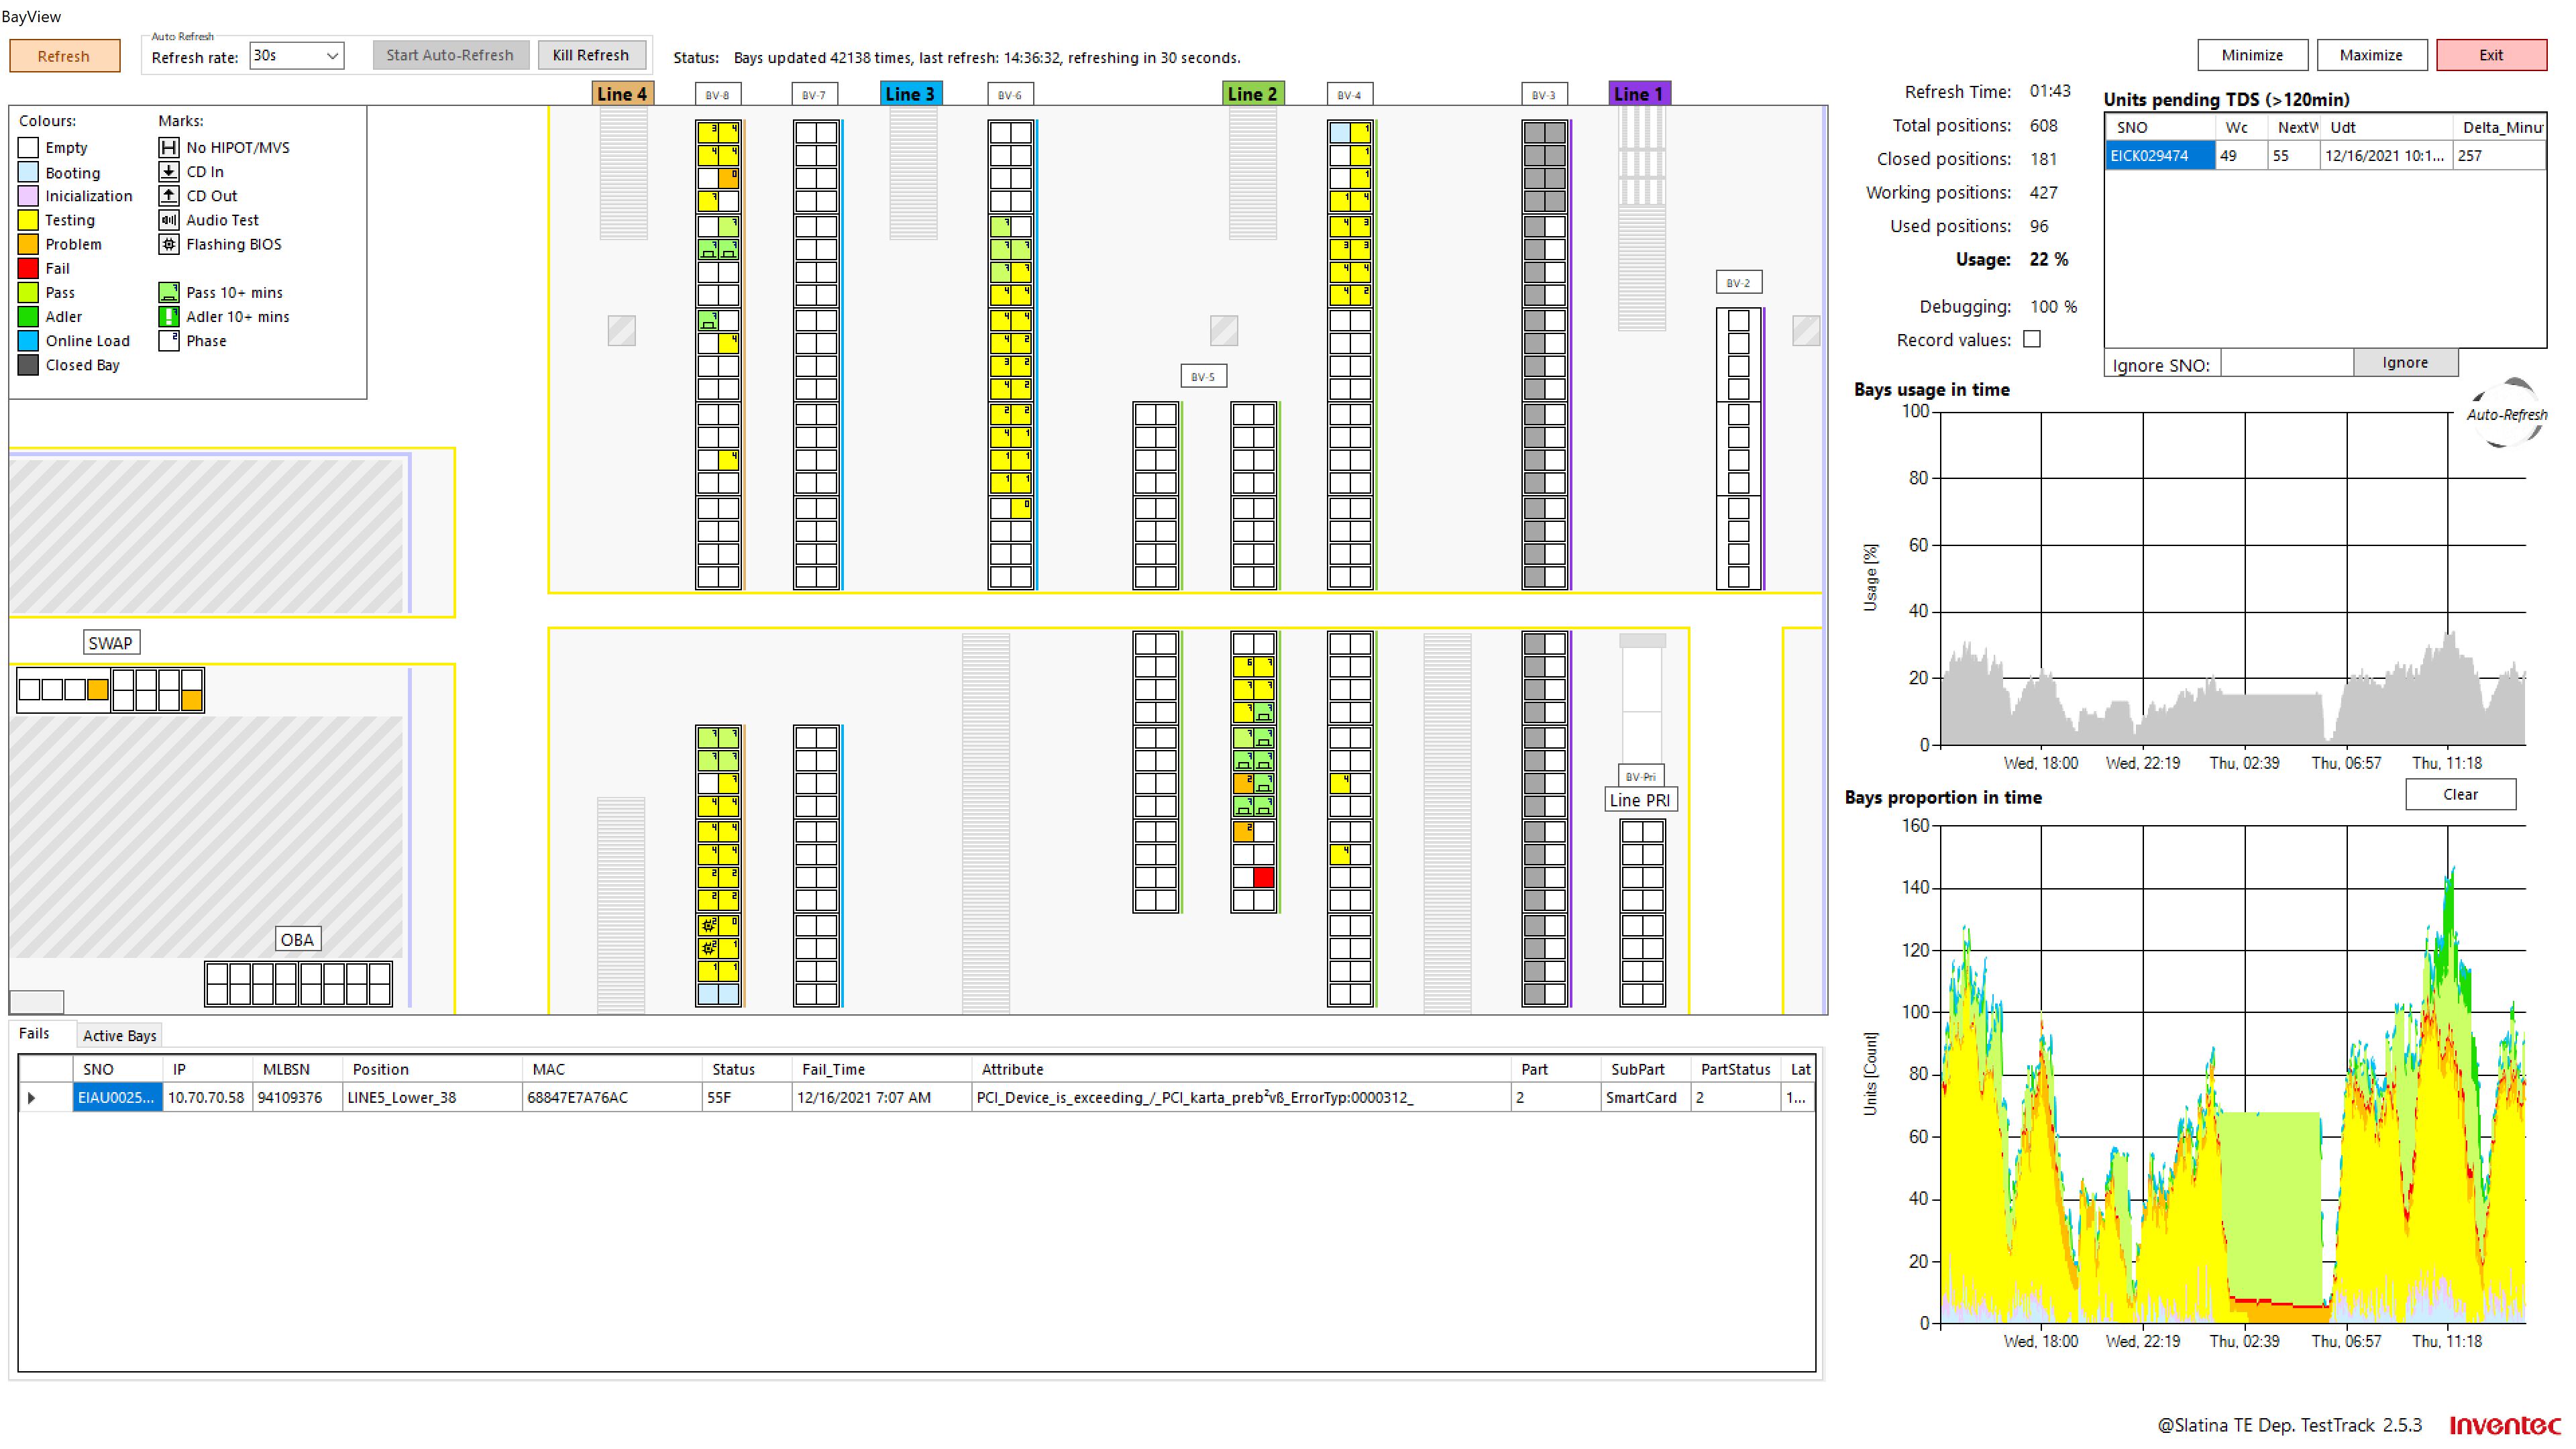 BayView
Refresh
Auto Refresh
Refresh rate: 30s
Start Auto-Refresh
Kill Refresh
Status: Bays updated 42138 times, last refresh: 14:36:32, refreshing in 30 seconds.
Minimize
Maximize
Exit
Line 4
BV-8
BV-7
Line 3
BV-6
Line 2
BV-4
BV-3
Line 1
BV-2
BV-5
Colours:
Marks:
Empty
No HIPOT/MVS
Booting
CD In
Inicialization
CD Out
Testing
Audio Test
Problem
Flashing BIOS
Fail
Pass
Pass 10+ mins
Adler
Adler 10+ mins
Online Load
Phase
Closed Bay
SWAP
OBA
BV-Pri
Line PRI
Refresh Time: 01:43
Total positions: 608
Closed positions: 181
Working positions: 427
Used positions: 96
Usage: 22 %
Debugging: 100 %
Record values:
Units pending TDS (>120min)
SNO Wc NextW Udt Delta_Minu
EICK029474 49 55 12/16/2021 10:1... 257
Ignore SNO:
Ignore
Auto-Refresh
Bays usage in time
Usage [%]
100
80
60
40
20
0
Wed, 18:00 Wed, 22:19 Thu, 02:39 Thu, 06:57 Thu, 11:18
Bays proportion in time
Clear
Units [Count]
160
140
120
100
80
60
40
20
0
Wed, 18:00 Wed, 22:19 Thu, 02:39 Thu, 06:57 Thu, 11:18
Fails
Active Bays
SNO IP MLBSN Position MAC Status Fail_Time Attribute Part SubPart PartStatus Lat
EIAU0025... 10.70.70.58 94109376 LINE5_Lower_38 68847E7A76AC 55F 12/16/2021 7:07 AM PCI_Device_is_exceeding_/_PCI_karta_preb²vß_ErrorTyp:0000312_ 2 SmartCard 2 1...
@Slatina TE Dep. TestTrack 2.5.3
Inventec